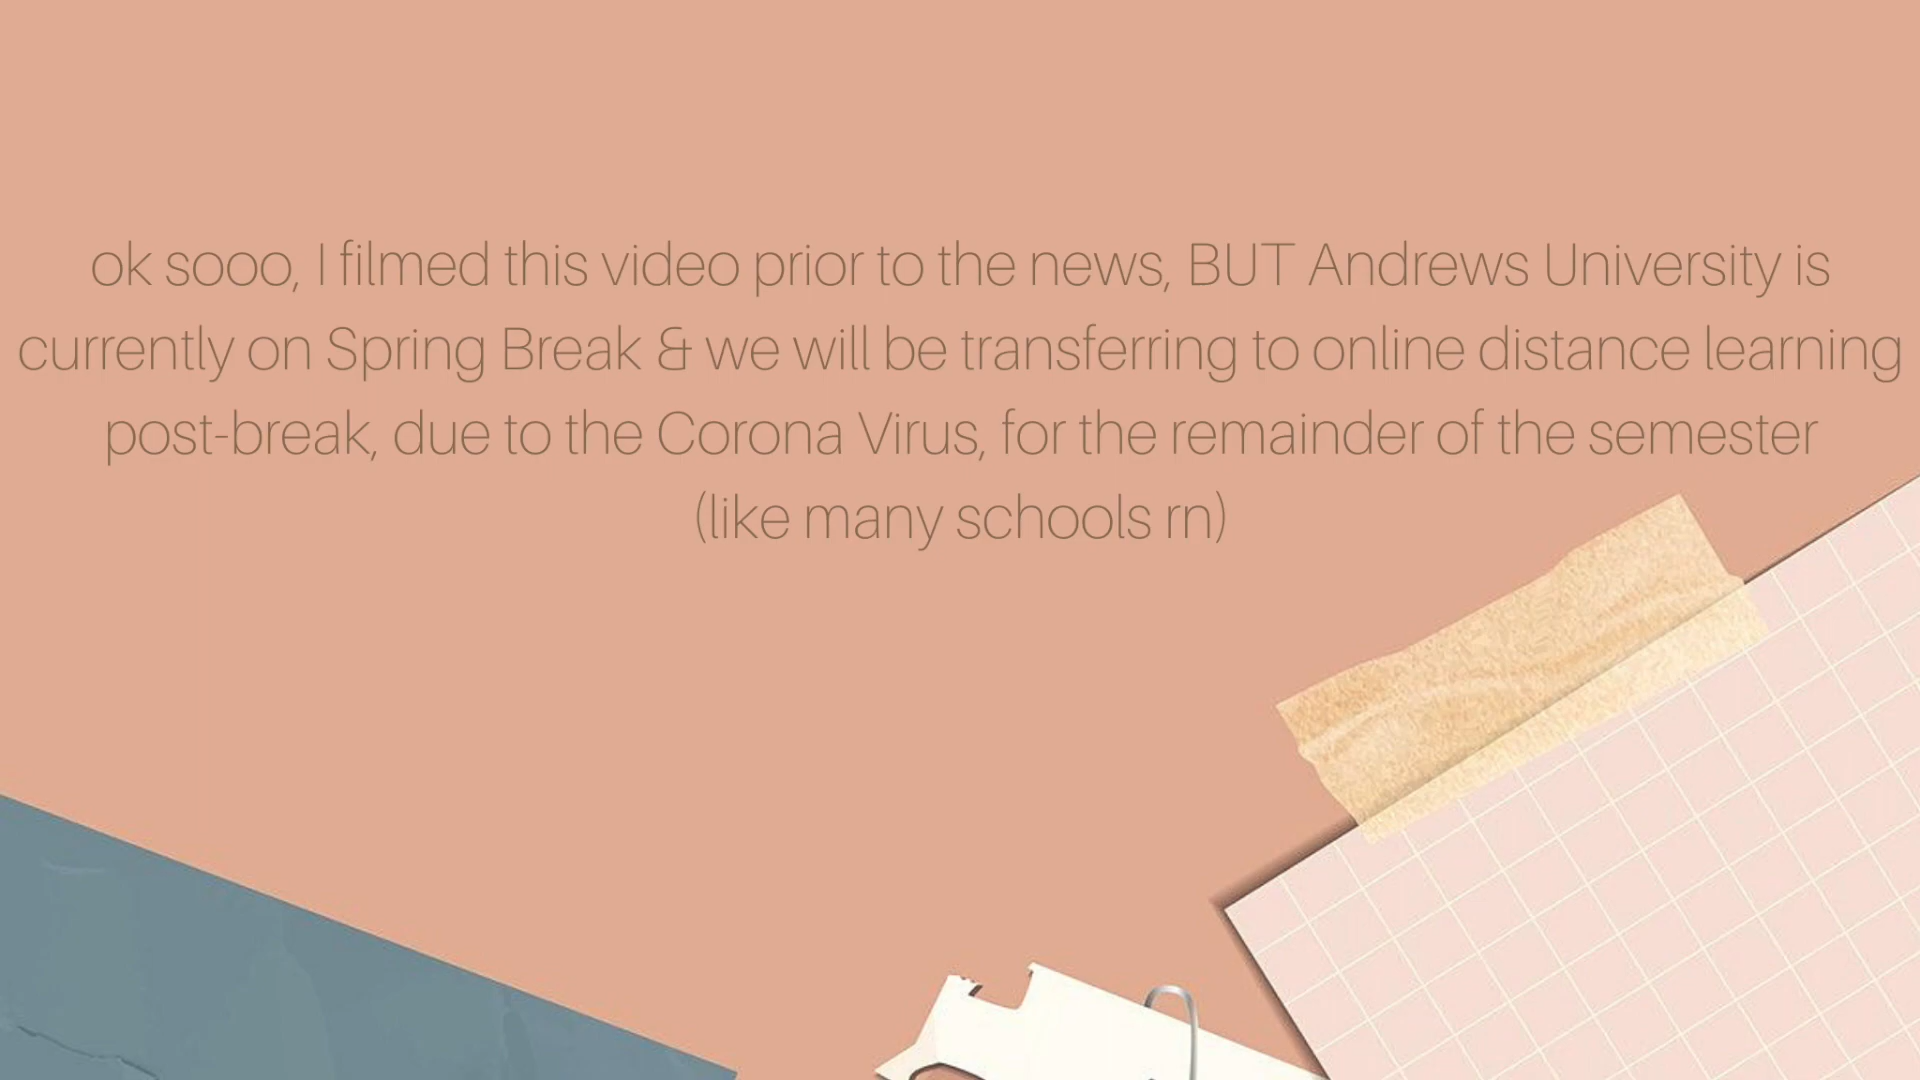 ok sooo, I filmed this video prior to the news, BUT Andrews University is
currently on Spring Break & we will be transferring to online distance learning
post-break, due to the Corona Virus, for the remainder of the semester
(like many schools rn)